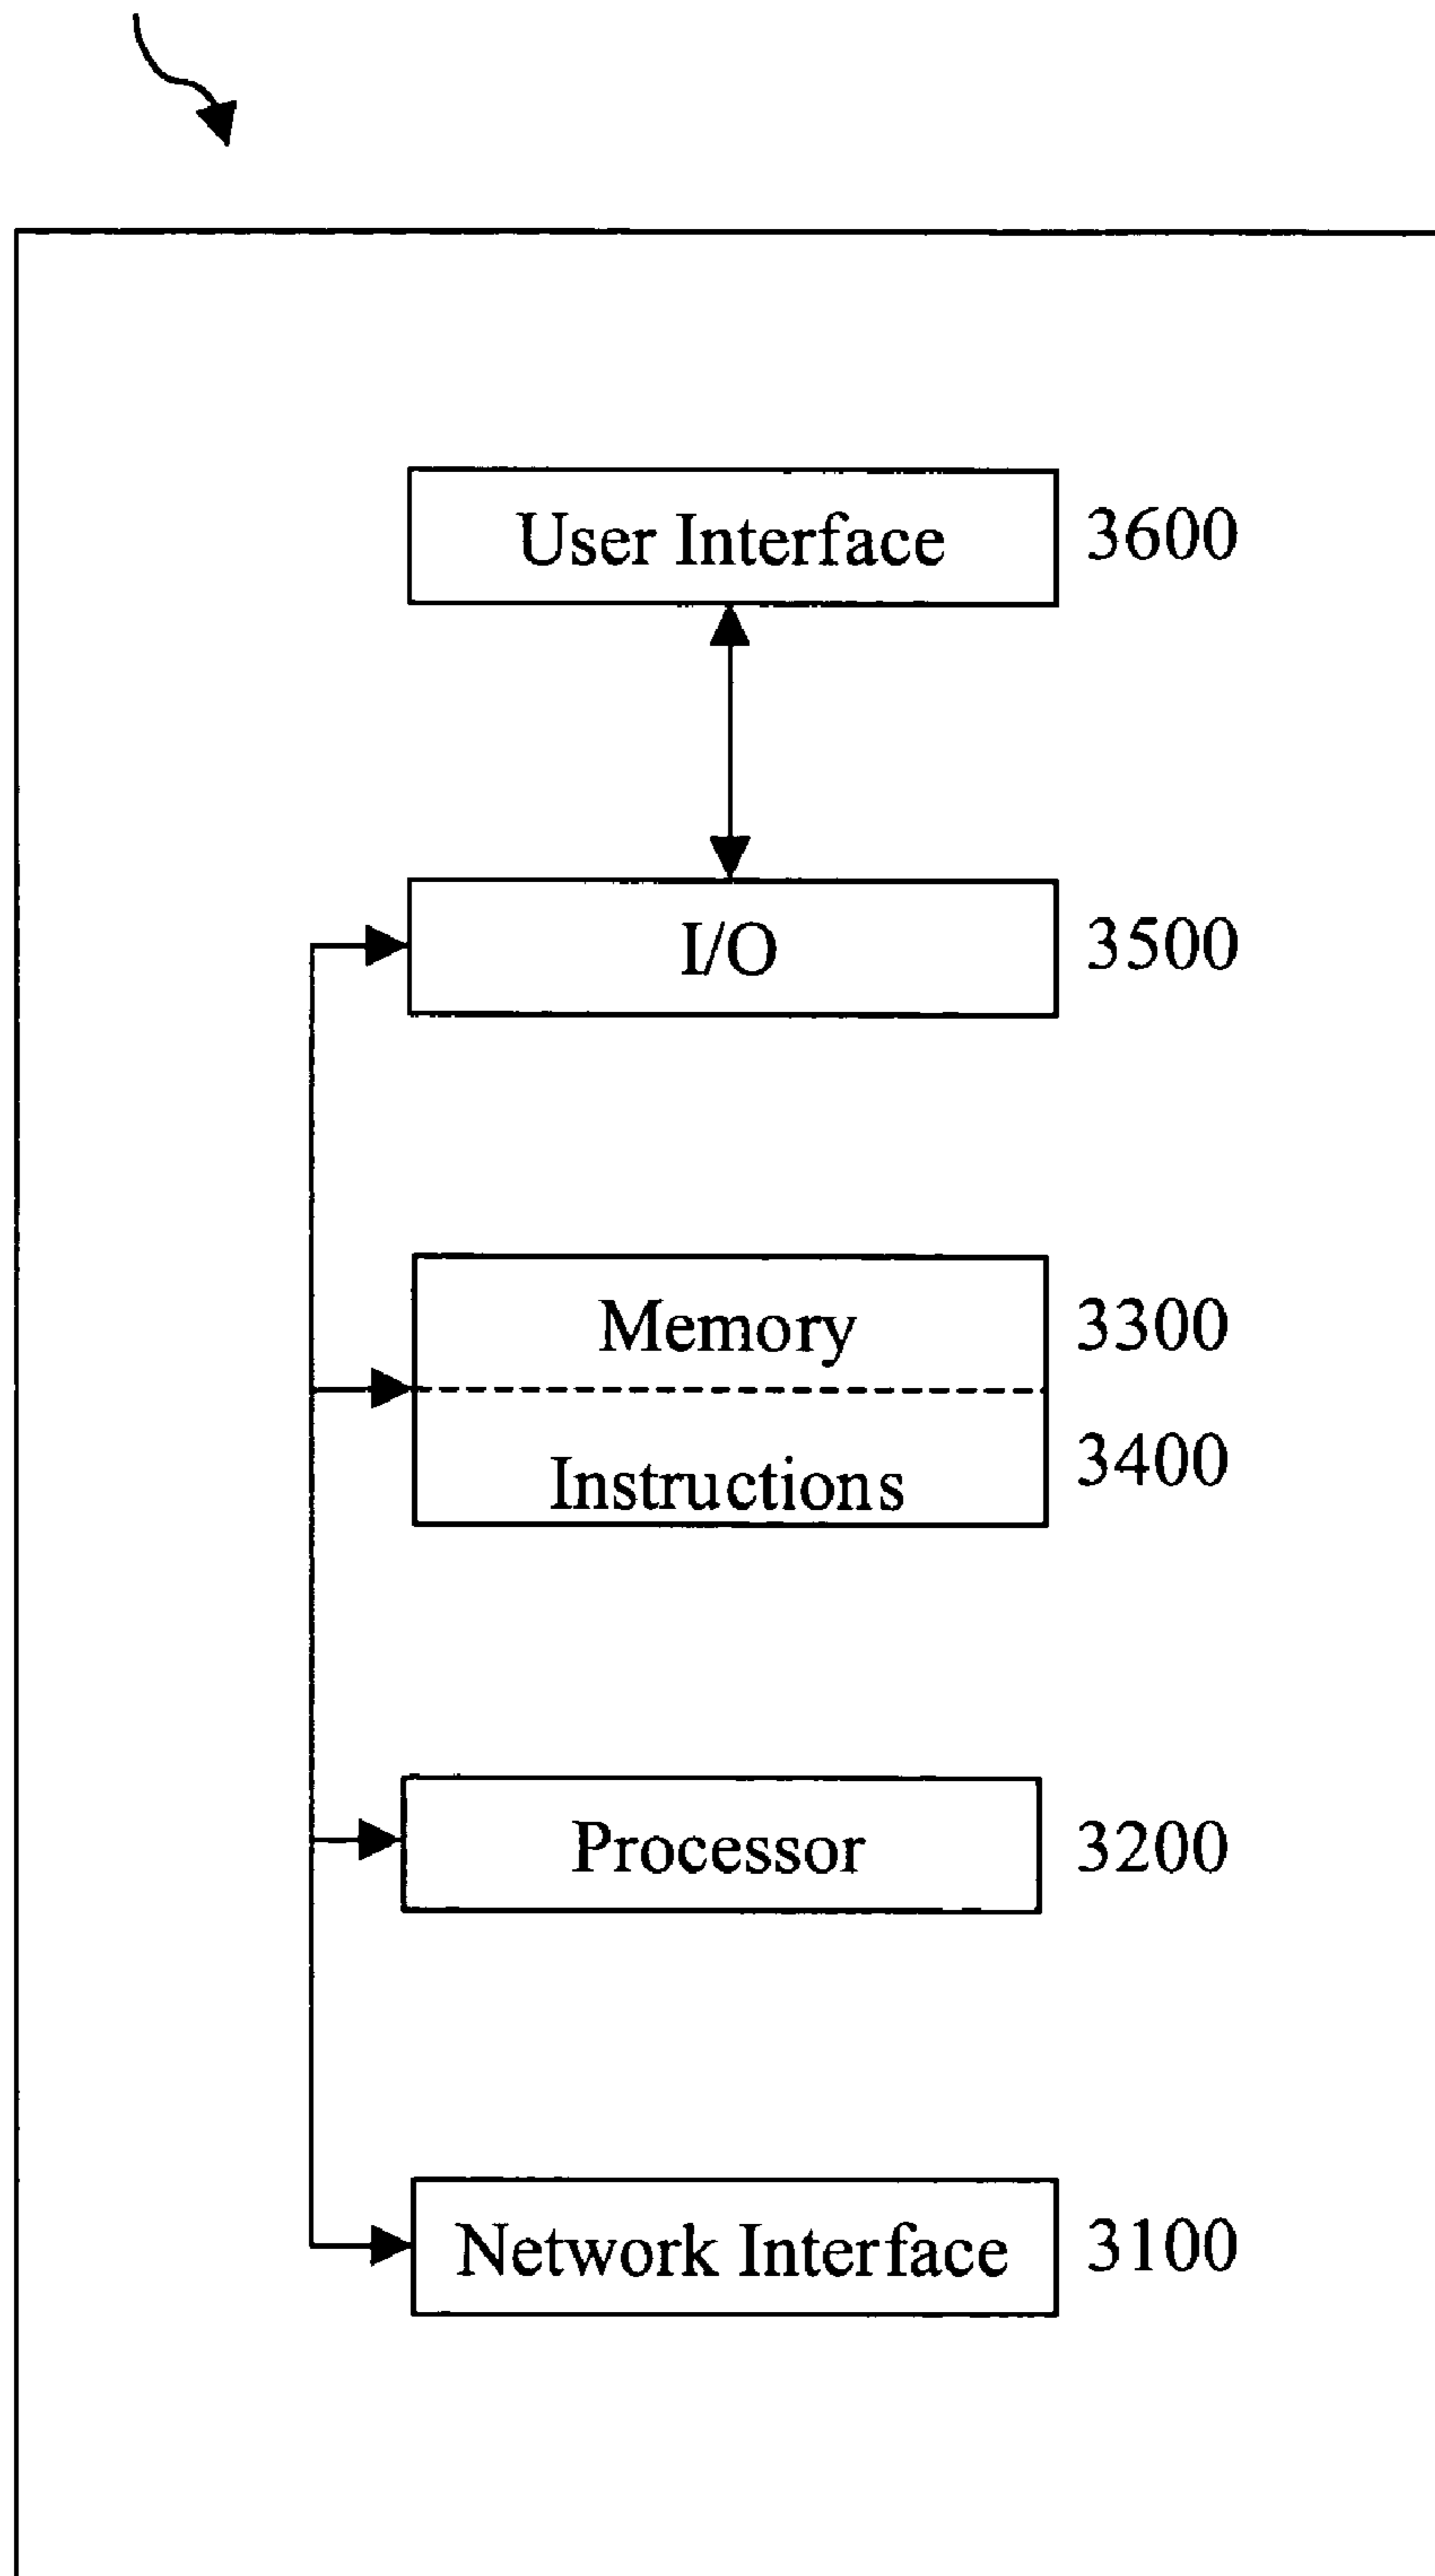 User Interface 3600
I/O 3500
Memory 3300
Instructions 3400
Processor 3200
Network Interface 3100